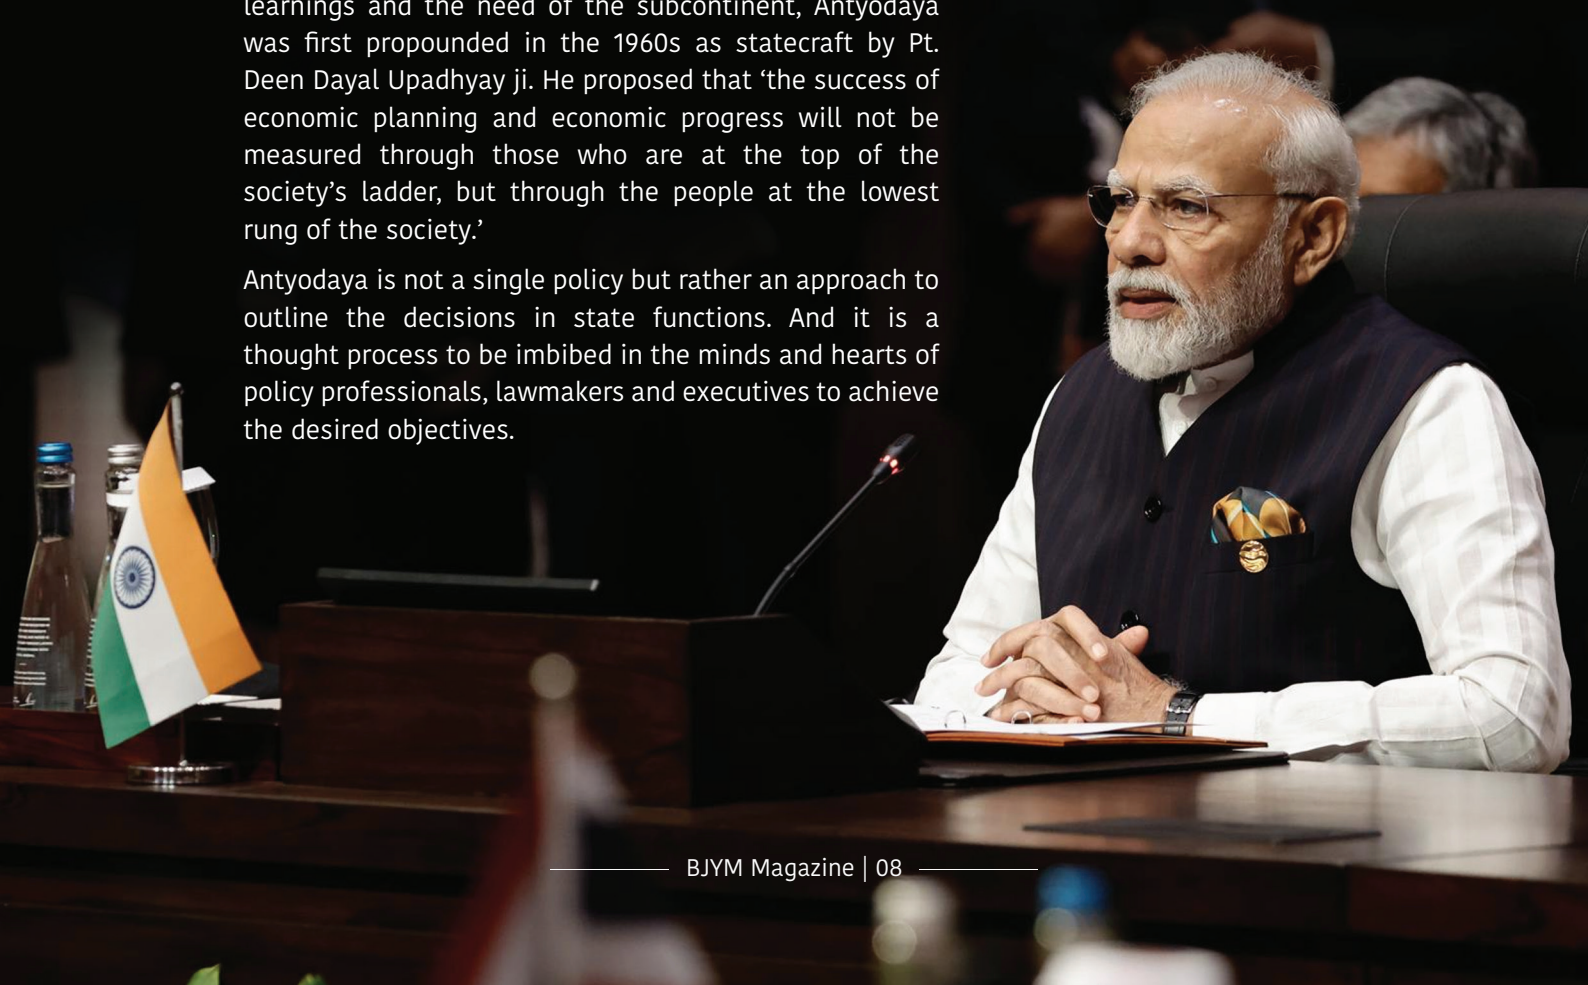 learnings and the need of the subcontinent, Antyodaya
was first propounded in the 1960s as statecraft by Pt.
Deen Dayal Upadhyay ji. He proposed that ‘the success of
economic planning and economic progress will not be
measured through those who are at the top of the
society’s ladder, but through the people at the lowest
rung of the society.’
Antyodaya is not a single policy but rather an approach to
outline the decisions in state functions. And it is a
thought process to be imbibed in the minds and hearts of
policy professionals, lawmakers and executives to achieve
the desired objectives.
BJYM Magazine | 08